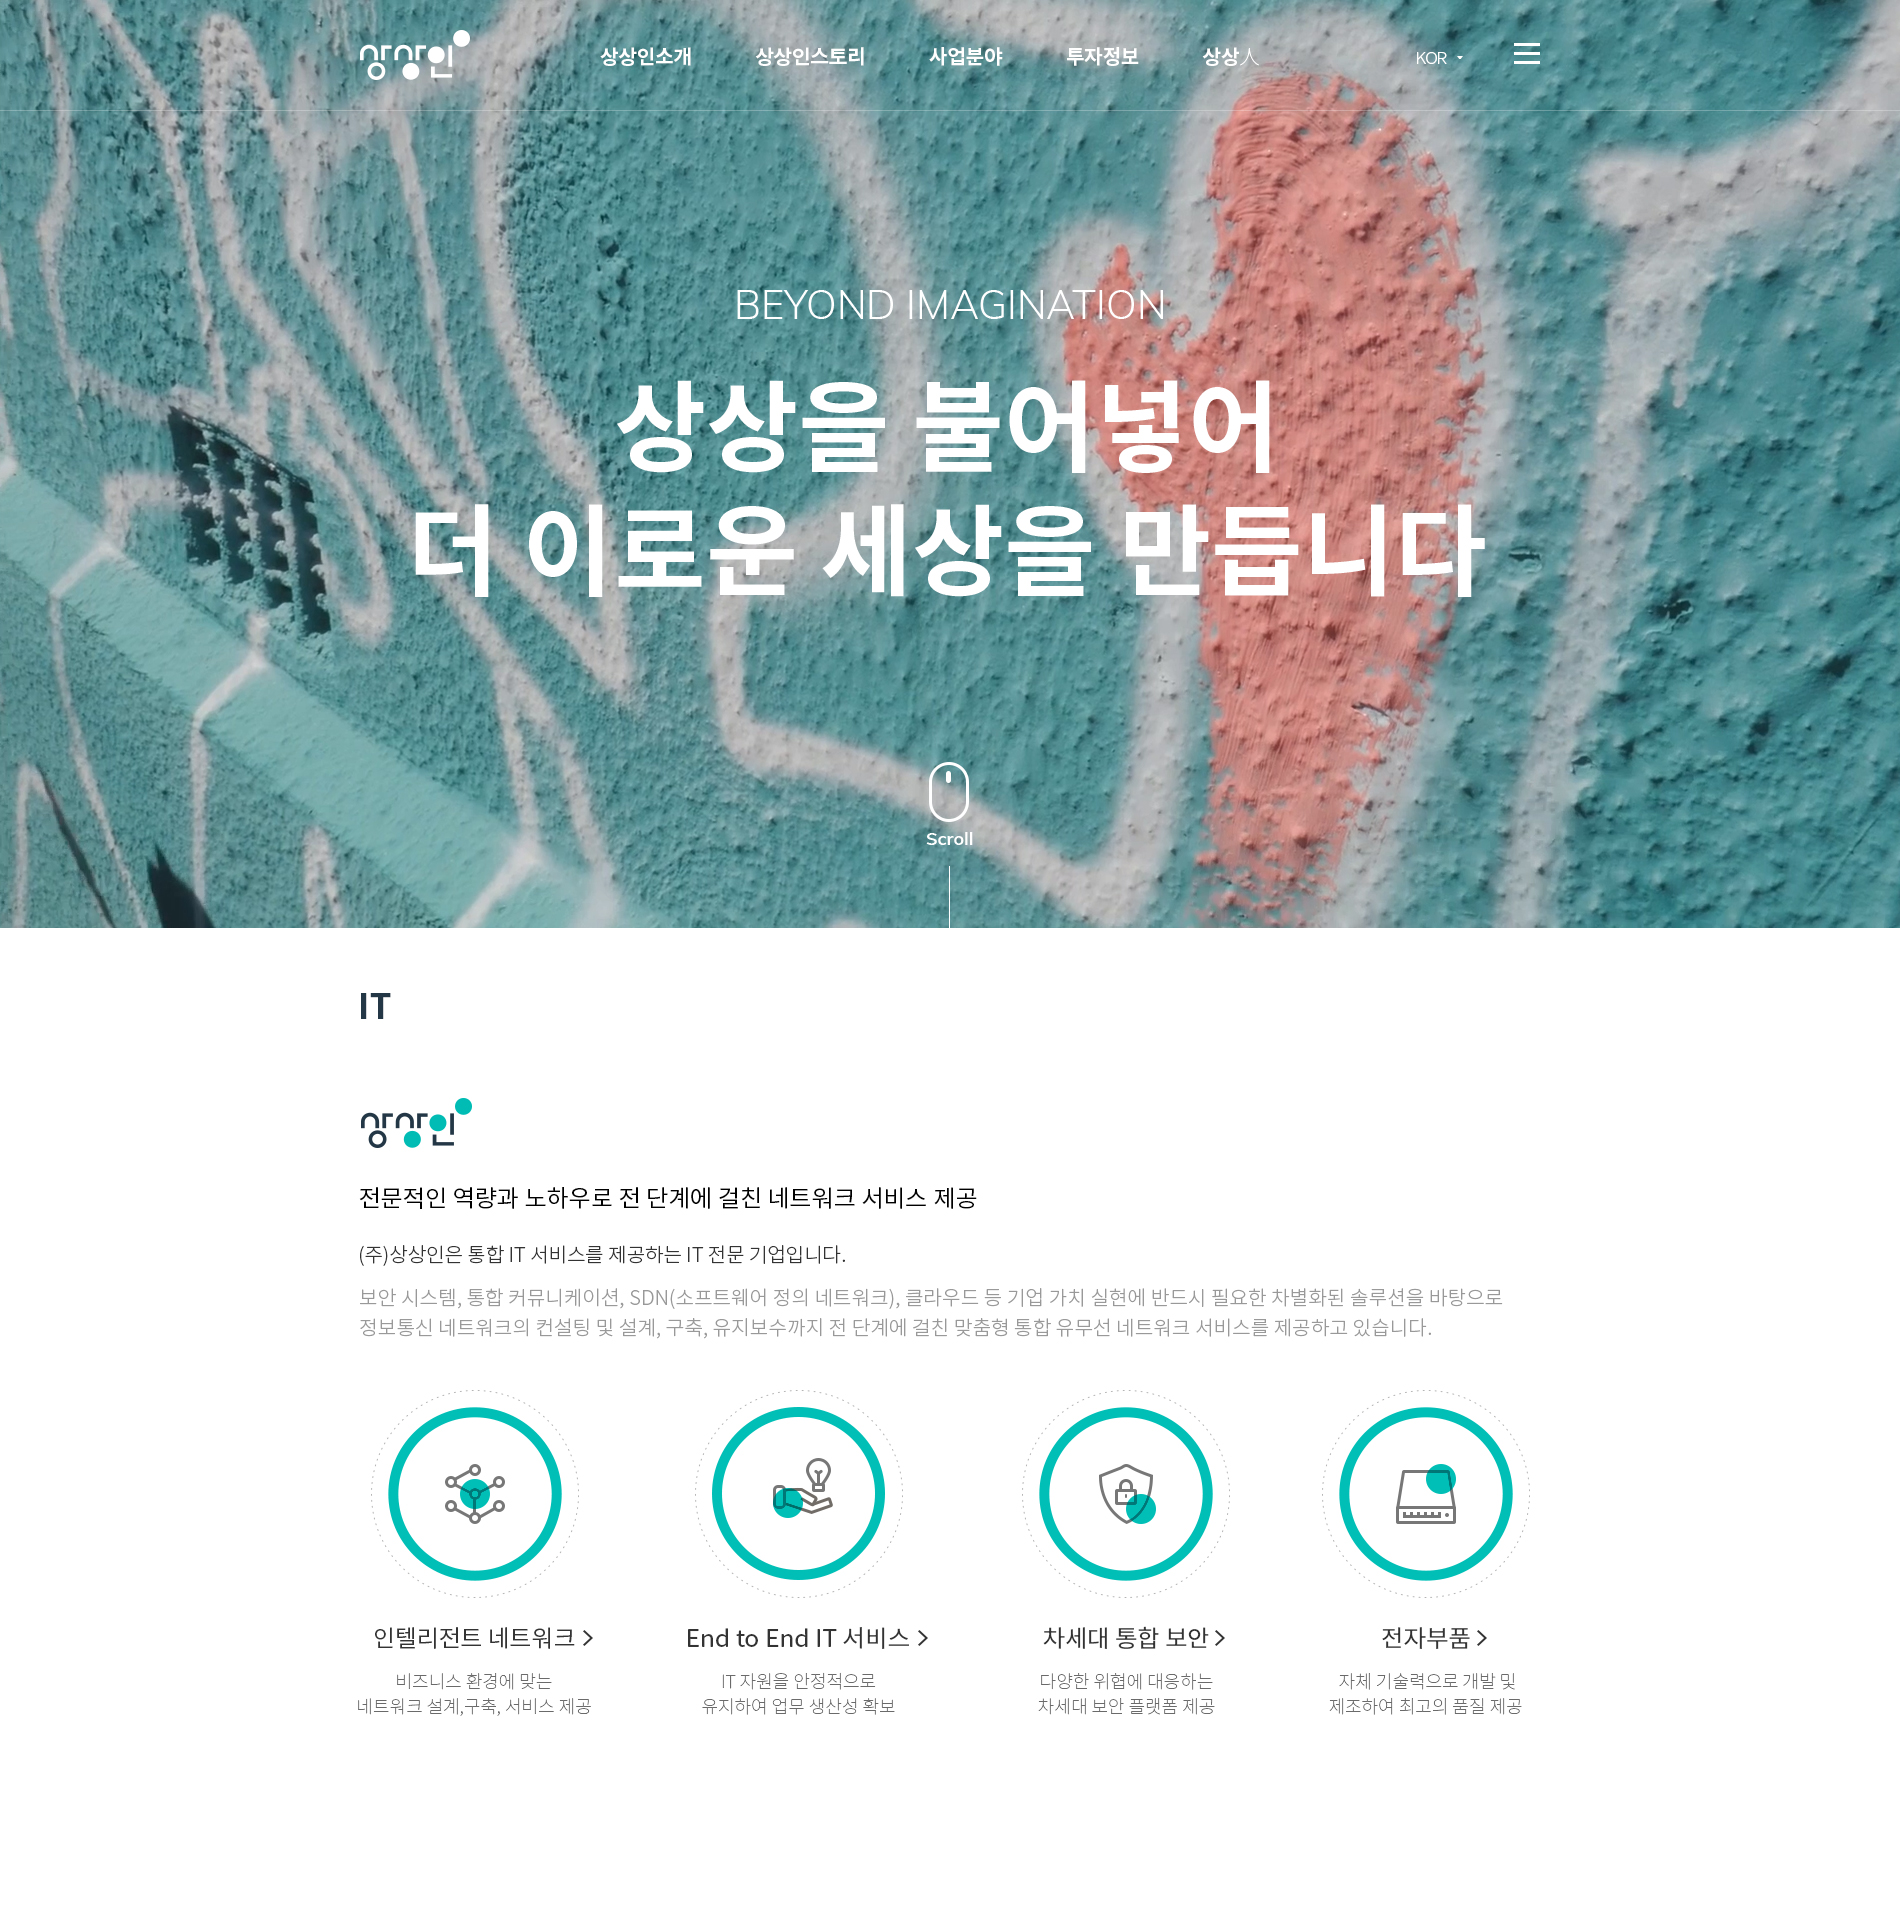 상상인
상상인소개
상상인스토리
사업분야
투자정보
상상人
KOR
BEYOND IMAGINATION
상상을 불어넣어
더 이로운 세상을 만듭니다
Scroll
IT
상상인
전문적인 역량과 노하우로 전 단계에 걸친 네트워크 서비스 제공
(주)상상인은 통합 IT 서비스를 제공하는 IT 전문 기업입니다.
보안 시스템, 통합 커뮤니케이션, SDN(소프트웨어 정의 네트워크), 클라우드 등 기업 가치 실현에 반드시 필요한 차별화된 솔루션을 바탕으로
정보통신 네트워크의 컨설팅 및 설계, 구축, 유지보수까지 전 단계에 걸친 맞춤형 통합 유무선 네트워크 서비스를 제공하고 있습니다.
인텔리전트 네트워크
비즈니스 환경에 맞는
네트워크 설계,구축, 서비스 제공
End to End IT 서비스
IT 자원을 안정적으로
유지하여 업무 생산성 확보
차세대 통합 보안
다양한 위협에 대응하는
차세대 보안 플랫폼 제공
전자부품
자체 기술력으로 개발 및
제조하여 최고의 품질 제공